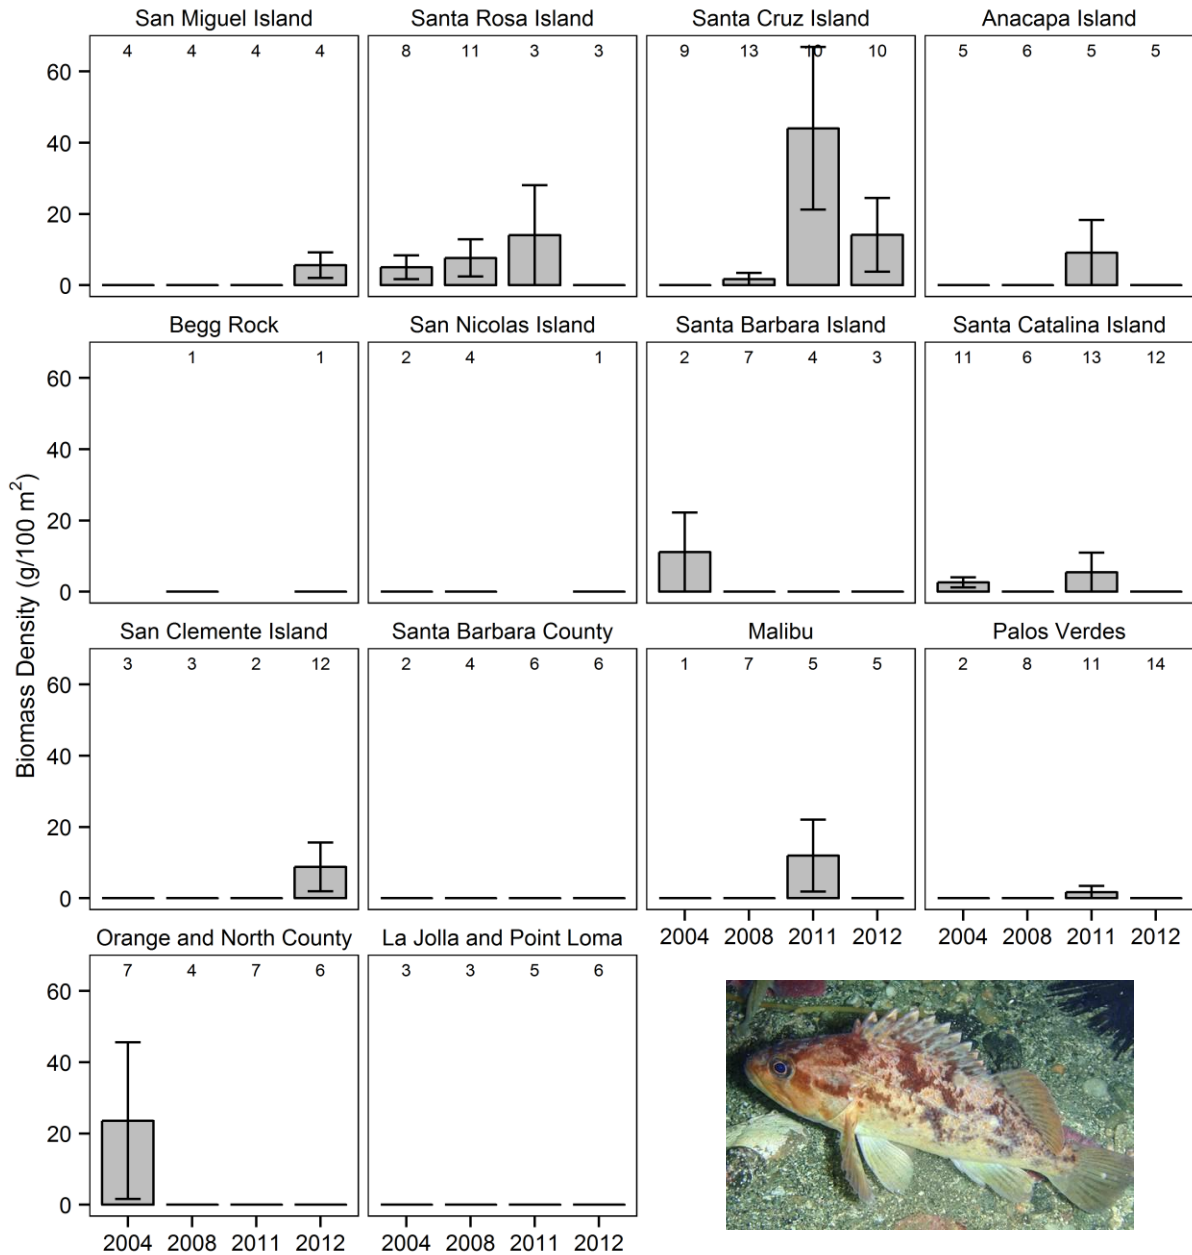 San Miguel Island Santa Rosa Island Santa Cruz Island Anacapa Island
4 4 4 4 8 11 3 3 9 13 10 10 5 6 5 5
60
40
20
0
Begg Rock San Nicolas Island Santa Barbara Island Santa Catalina Island
1 1 2 4 1 2 7 4 3 11 6 13 12
60
40
20
0
Biomass Density (g/100 m²)
San Clemente Island Santa Barbara County Malibu Palos Verdes
3 3 2 12 2 4 6 6 1 7 5 5 2 8 11 14
60
40
20
0
2004 2008 2011 2012 2004 2008 2011 2012
Orange and North County La Jolla and Point Loma
7 4 7 6 3 3 5 6
60
40
20
0
2004 2008 2011 2012 2004 2008 2011 2012